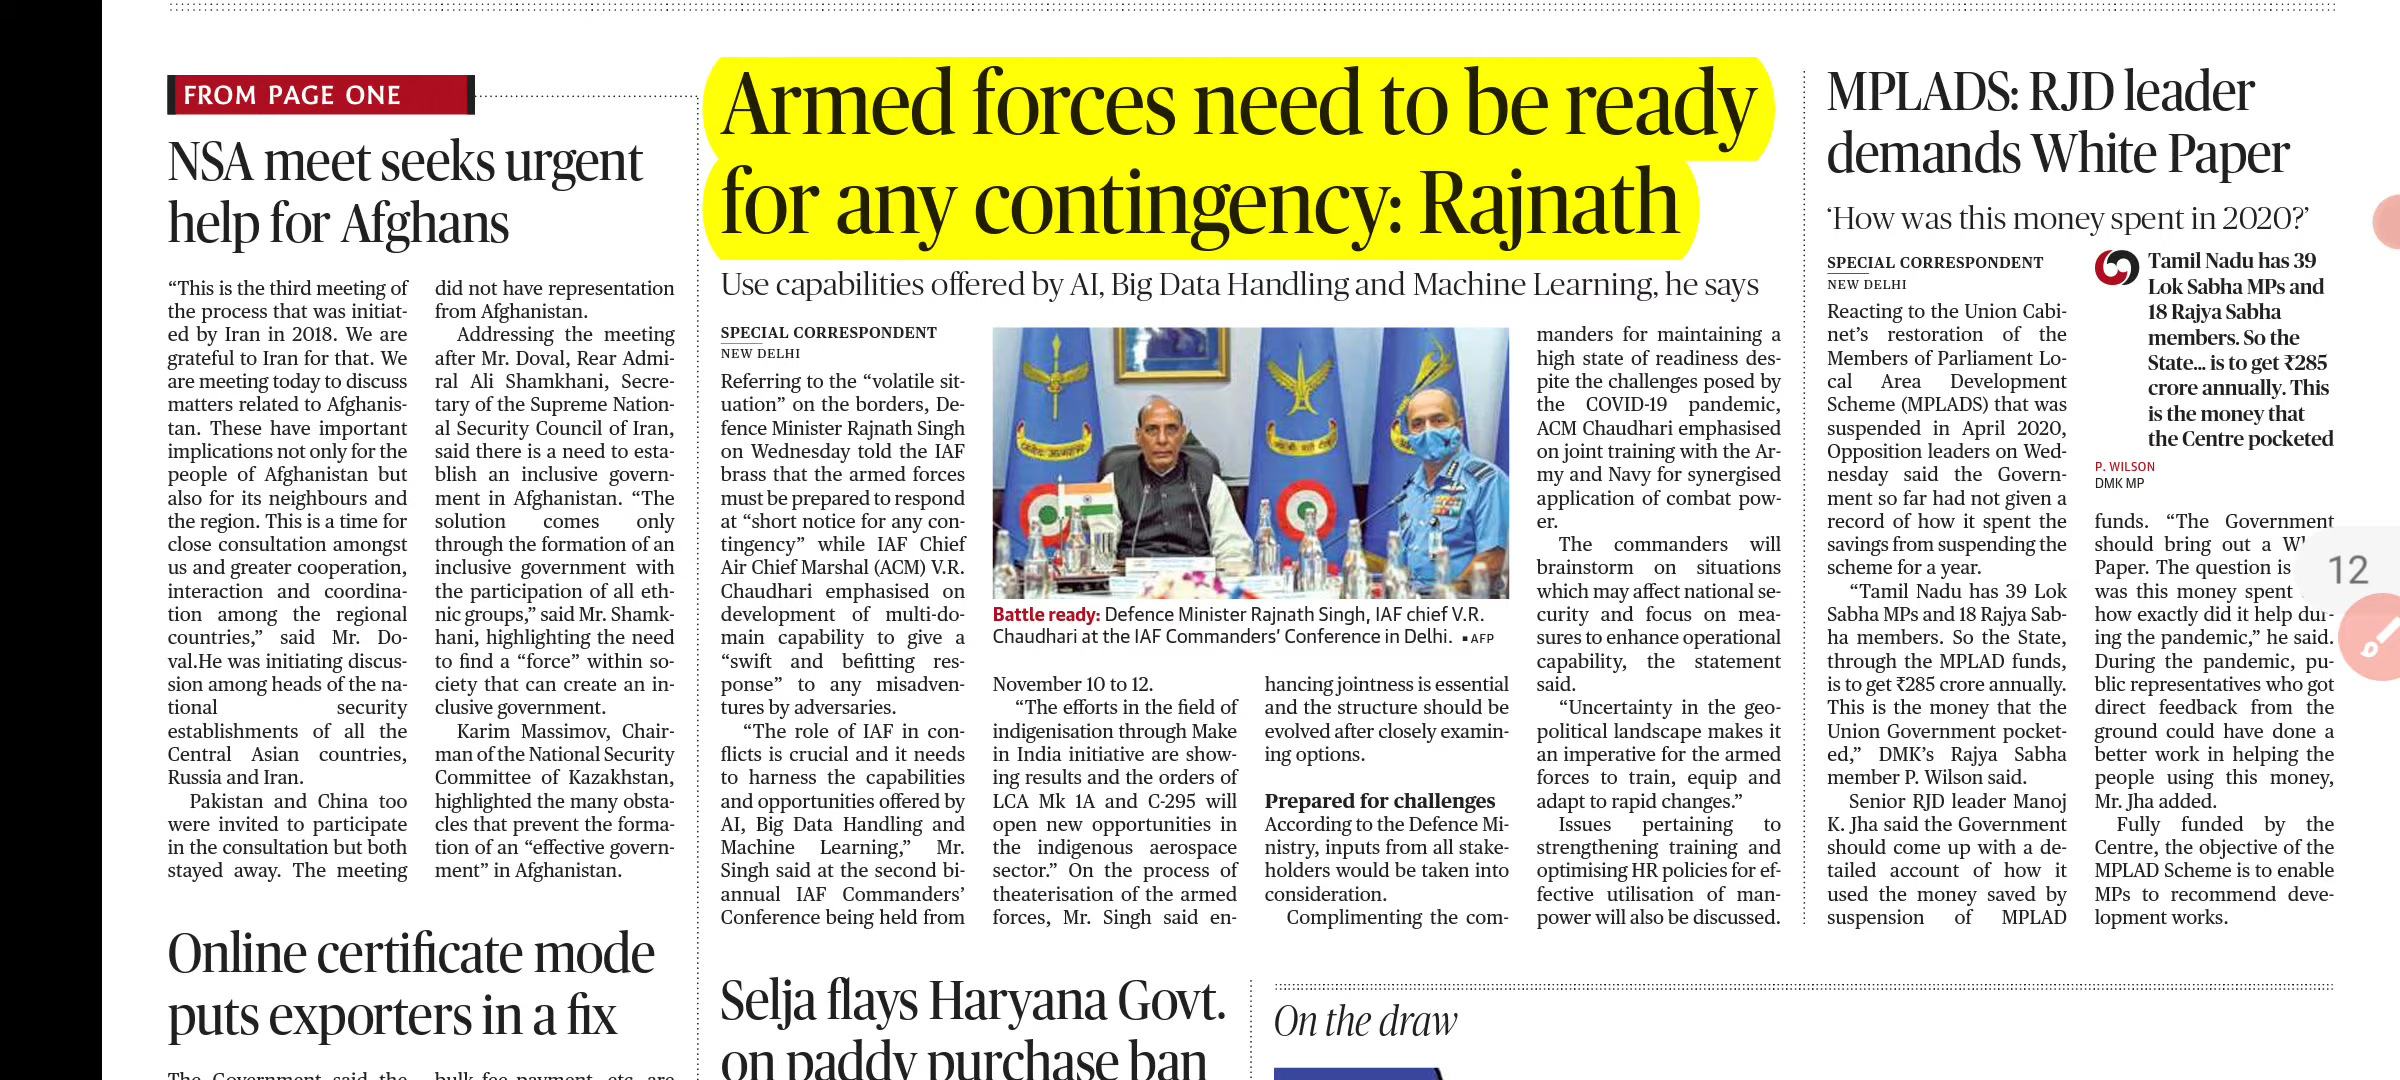 FROM PAGE ONE
NSA meet seeks urgent
help for Afghans
“This is the third meeting of
the process that was initiat-
ed by Iran in 2018. We are
grateful to Iran for that. We
are meeting today to discuss
matters related to Afghanis-
tan. These have important
implications not only for the
people of Afghanistan but
also for its neighbours and
the region. This is a time for
close consultation amongst
us and greater cooperation,
interaction and coordina-
tion among the regional
countries,” said Mr. Do-
val.He was initiating discus-
sion among heads of the na-
tional security
establishments of all the
Central Asian countries,
Russia and Iran.
Pakistan and China too
were invited to participate
in the consultation but both
stayed away. The meeting
did not have representation
from Afghanistan.
Addressing the meeting
after Mr. Doval, Rear Admi-
ral Ali Shamkhani, Secre-
tary of the Supreme Nation-
al Security Council of Iran,
said there is a need to esta-
blish an inclusive govern-
ment in Afghanistan. “The
solution comes only
through the formation of an
inclusive government with
the participation of all eth-
nic groups,” said Mr. Shamk-
hani, highlighting the need
to find a “force” within so-
ciety that can create an in-
clusive government.
Karim Massimov, Chair-
man of the National Security
Committee of Kazakhstan,
highlighted the many obsta-
cles that prevent the forma-
tion of an “effective govern-
ment” in Afghanistan.
Online certificate mode
puts exporters in a fix
The Government said the
bulk fee payment, etc. are
Armed forces need to be ready
for any contingency: Rajnath
Use capabilities offered by AI, Big Data Handling and Machine Learning, he says
SPECIAL CORRESPONDENT
NEW DELHI
Referring to the “volatile sit-
uation” on the borders, De-
fence Minister Rajnath Singh
on Wednesday told the IAF
brass that the armed forces
must be prepared to respond
at “short notice for any con-
tingency” while IAF Chief
Air Chief Marshal (ACM) V.R.
Chaudhari emphasised on
development of multi-do-
main capability to give a
“swift and befitting res-
ponse” to any misadven-
tures by adversaries.
“The role of IAF in con-
flicts is crucial and it needs
to harness the capabilities
and opportunities offered by
AI, Big Data Handling and
Machine Learning,” Mr.
Singh said at the second bi-
annual IAF Commanders’
Conference being held from
Battle ready: Defence Minister Rajnath Singh, IAF chief V.R.
Chaudhari at the IAF Commanders’ Conference in Delhi. ▪ AFP
November 10 to 12.
“The efforts in the field of
indigenisation through Make
in India initiative are show-
ing results and the orders of
LCA Mk 1A and C-295 will
open new opportunities in
the indigenous aerospace
sector.” On the process of
theaterisation of the armed
forces, Mr. Singh said en-
hancing jointness is essential
and the structure should be
evolved after closely examin-
ing options.
Prepared for challenges
According to the Defence Mi-
nistry, inputs from all stake-
holders would be taken into
consideration.
Complimenting the com-
manders for maintaining a
high state of readiness des-
pite the challenges posed by
the COVID-19 pandemic,
ACM Chaudhari emphasised
on joint training with the Ar-
my and Navy for synergised
application of combat pow-
er.
The commanders will
brainstorm on situations
which may affect national se-
curity and focus on mea-
sures to enhance operational
capability, the statement
said.
“Uncertainty in the geo-
political landscape makes it
an imperative for the armed
forces to train, equip and
adapt to rapid changes.”
Issues pertaining to
strengthening training and
optimising HR policies for ef-
fective utilisation of man-
power will also be discussed.
Selja flays Haryana Govt.
on paddy purchase ban
On the draw
MPLADS: RJD leader
demands White Paper
‘How was this money spent in 2020?’
SPECIAL CORRESPONDENT
NEW DELHI
Reacting to the Union Cabi-
net’s restoration of the
Members of Parliament Lo-
cal Area Development
Scheme (MPLADS) that was
suspended in April 2020,
Opposition leaders on Wed-
nesday said the Govern-
ment so far had not given a
record of how it spent the
savings from suspending the
scheme for a year.
“Tamil Nadu has 39 Lok
Sabha MPs and 18 Rajya Sab-
ha members. So the State,
through the MPLAD funds,
is to get ₹285 crore annually.
This is the money that the
Union Government pocket-
ed,” DMK’s Rajya Sabha
member P. Wilson said.
Senior RJD leader Manoj
K. Jha said the Government
should come up with a de-
tailed account of how it
used the money saved by
suspension of MPLAD
Tamil Nadu has 39
Lok Sabha MPs and
18 Rajya Sabha
members. So the
State... is to get ₹285
crore annually. This
is the money that
the Centre pocketed
P. WILSON
DMK MP
funds. “The Government
should bring out a
Paper. The question is
was this money spent
how exactly did it help dur-
ing the pandemic,” he said.
During the pandemic, pu-
blic representatives who got
direct feedback from the
ground could have done a
better work in helping the
people using this money,
Mr. Jha added.
Fully funded by the
Centre, the objective of the
MPLAD Scheme is to enable
MPs to recommend deve-
lopment works.
12